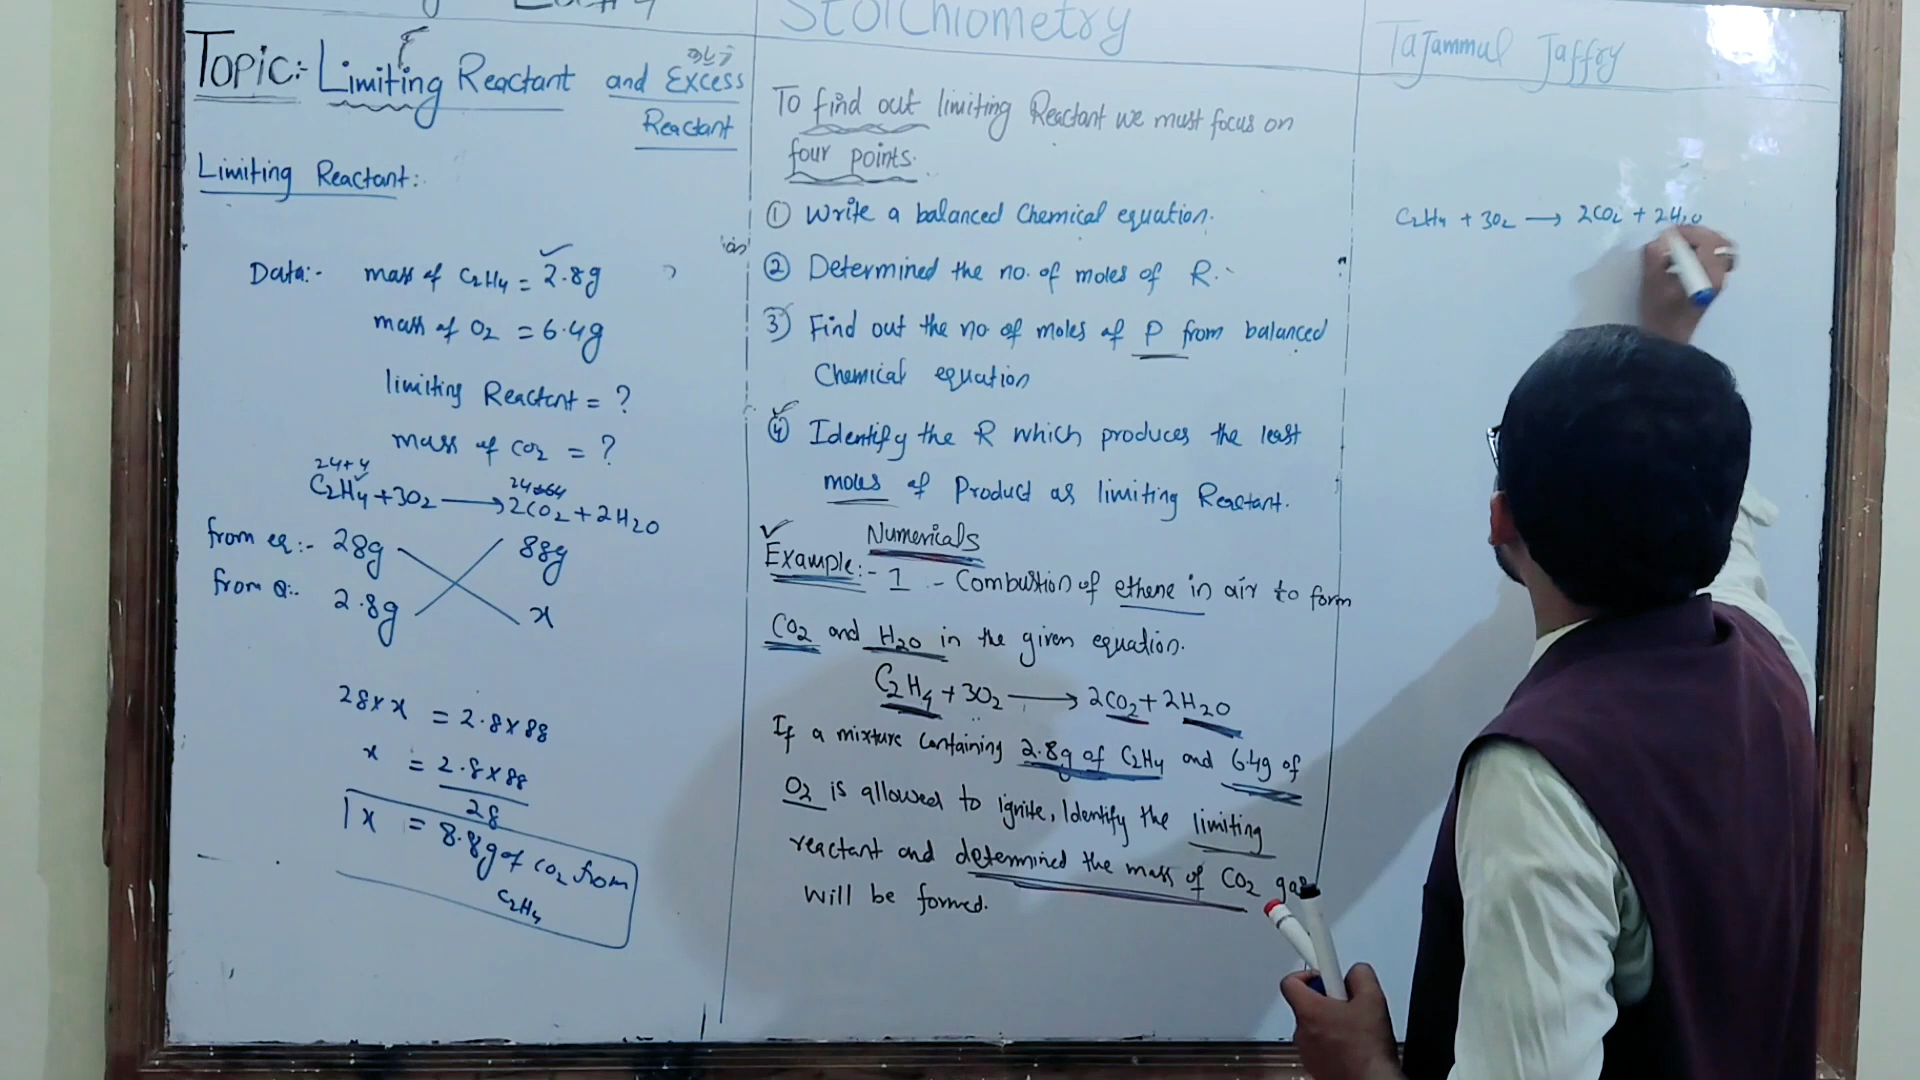 Stoichiometry
Tajammul Jaffry
Topic:- Limiting Reactant and Excess
Reactant
Limiting Reactant:-
Data:- mass of C2H4 = 2.8g
mass of O2 = 6.4g
limiting Reactant = ?
mass of CO2 = ?
24+4
24+64
C2H4 + 3O2 ⟶ 2CO2 + 2H2O
from eq:- 28g 88g
from Q:- 2.8g x
28 × x = 2.8 × 88
x = 2.8 × 88
28
x = 8.8g of CO2 from
C2H4
To find out limiting Reactant we must focus on
four points.
① Write a balanced Chemical equation.
② Determined the no. of moles of R.-
③ Find out the no of moles of P from balanced
Chemical equation
④ Identify the R which produces the least
moles of Product as limiting Reactant.
Numericals
Example:- 1 - Combustion of ethene in air to form
CO2 and H2O in the given equation.
C2H4 + 3O2 ⟶ 2CO2 + 2H2O
If a mixture Containing 2.8g of C2H4 and 6.4g of
O2 is allowed to ignite, Identify the limiting
reactant and determined the mass of CO2 gas
will be formed.
C2H4 + 3O2 ⟶ 2CO2 + 2H2O